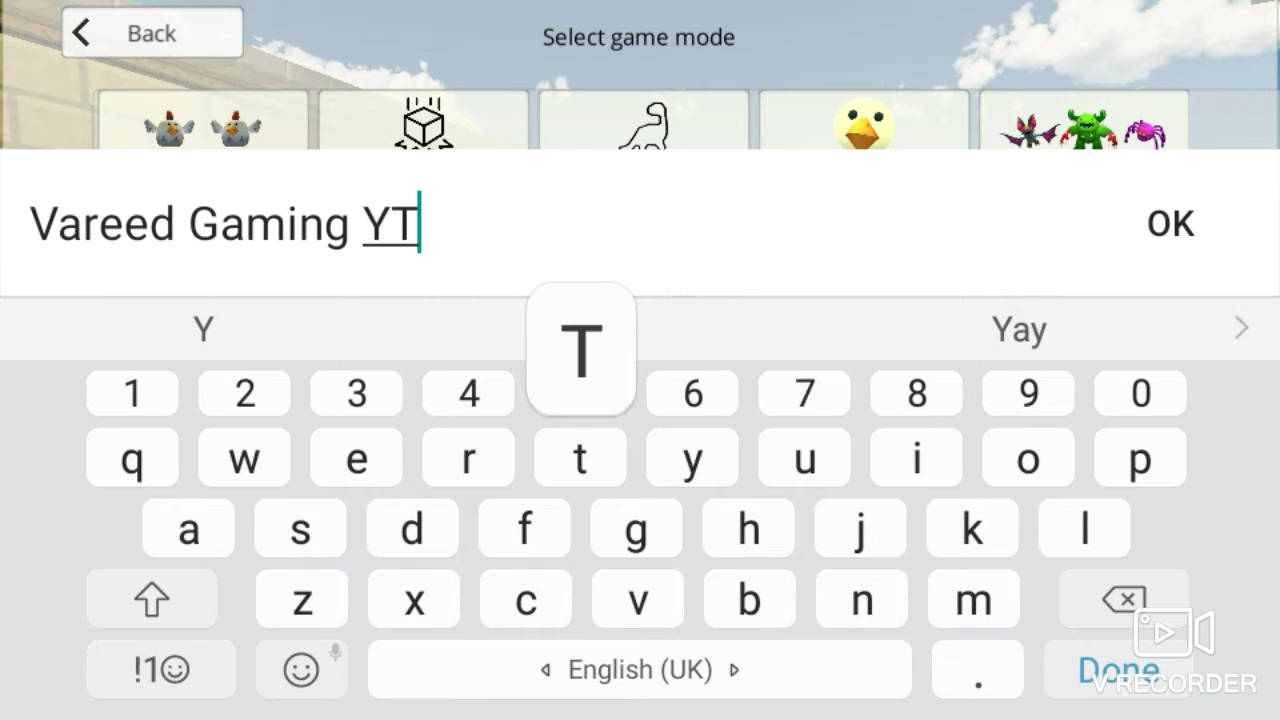 Back
Select game mode
Vareed Gaming YT
OK
Y
T
Yay
1 2 3 4 6 7 8 9 0
q w e r t y u i o p
a s d f g h j k l
z x c v b n m
!1
English (UK)
.
Done
V RECORDER